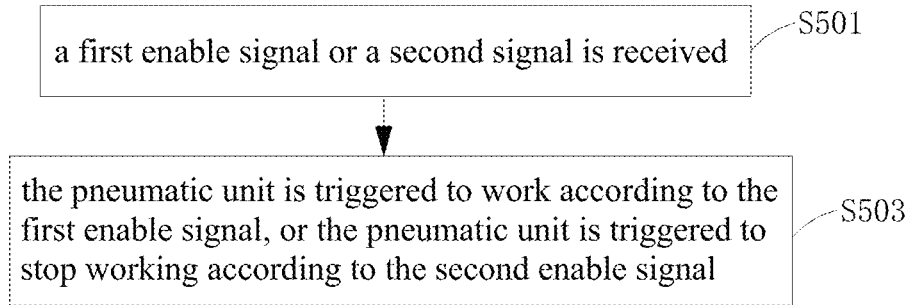 a first enable signal or a second signal is received
S501
the pneumatic unit is triggered to work according to the
first enable signal, or the pneumatic unit is triggered to
stop working according to the second enable signal
S503